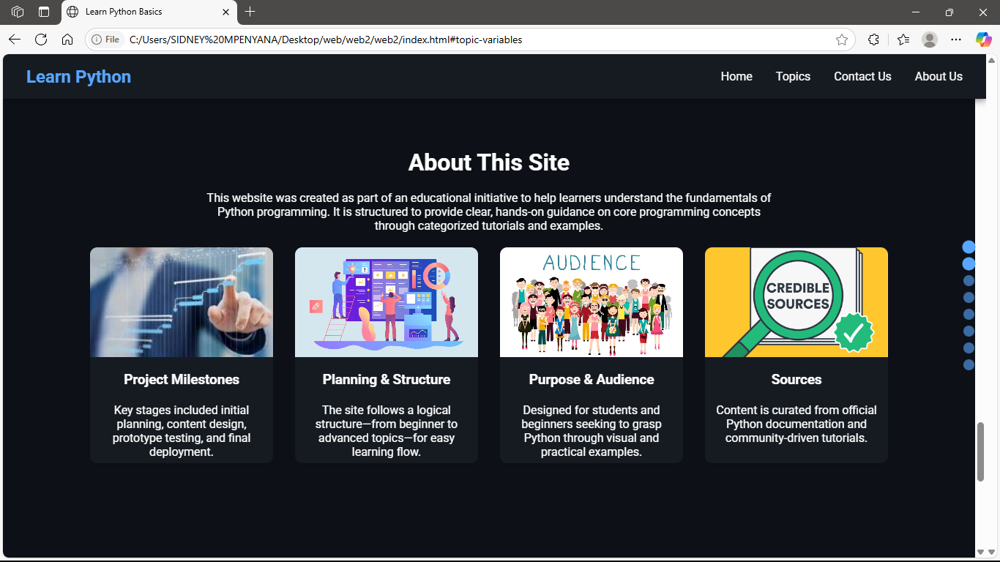 Learn Python Basics
File
C:/Users/SIDNEY%20MPENYANA/Desktop/web/web2/web2/index.html#topic-variables
Learn Python
Home
Topics
Contact Us
About Us
About This Site
This website was created as part of an educational initiative to help learners understand the fundamentals of
Python programming. It is structured to provide clear, hands-on guidance on core programming concepts
through categorized tutorials and examples.
AUDIENCE
CREDIBLE
SOURCES
Project Milestones
Key stages included initial
planning, content design,
prototype testing, and final
deployment.
Planning & Structure
The site follows a logical
structure—from beginner to
advanced topics—for easy
learning flow.
Purpose & Audience
Designed for students and
beginners seeking to grasp
Python through visual and
practical examples.
Sources
Content is curated from official
Python documentation and
community-driven tutorials.